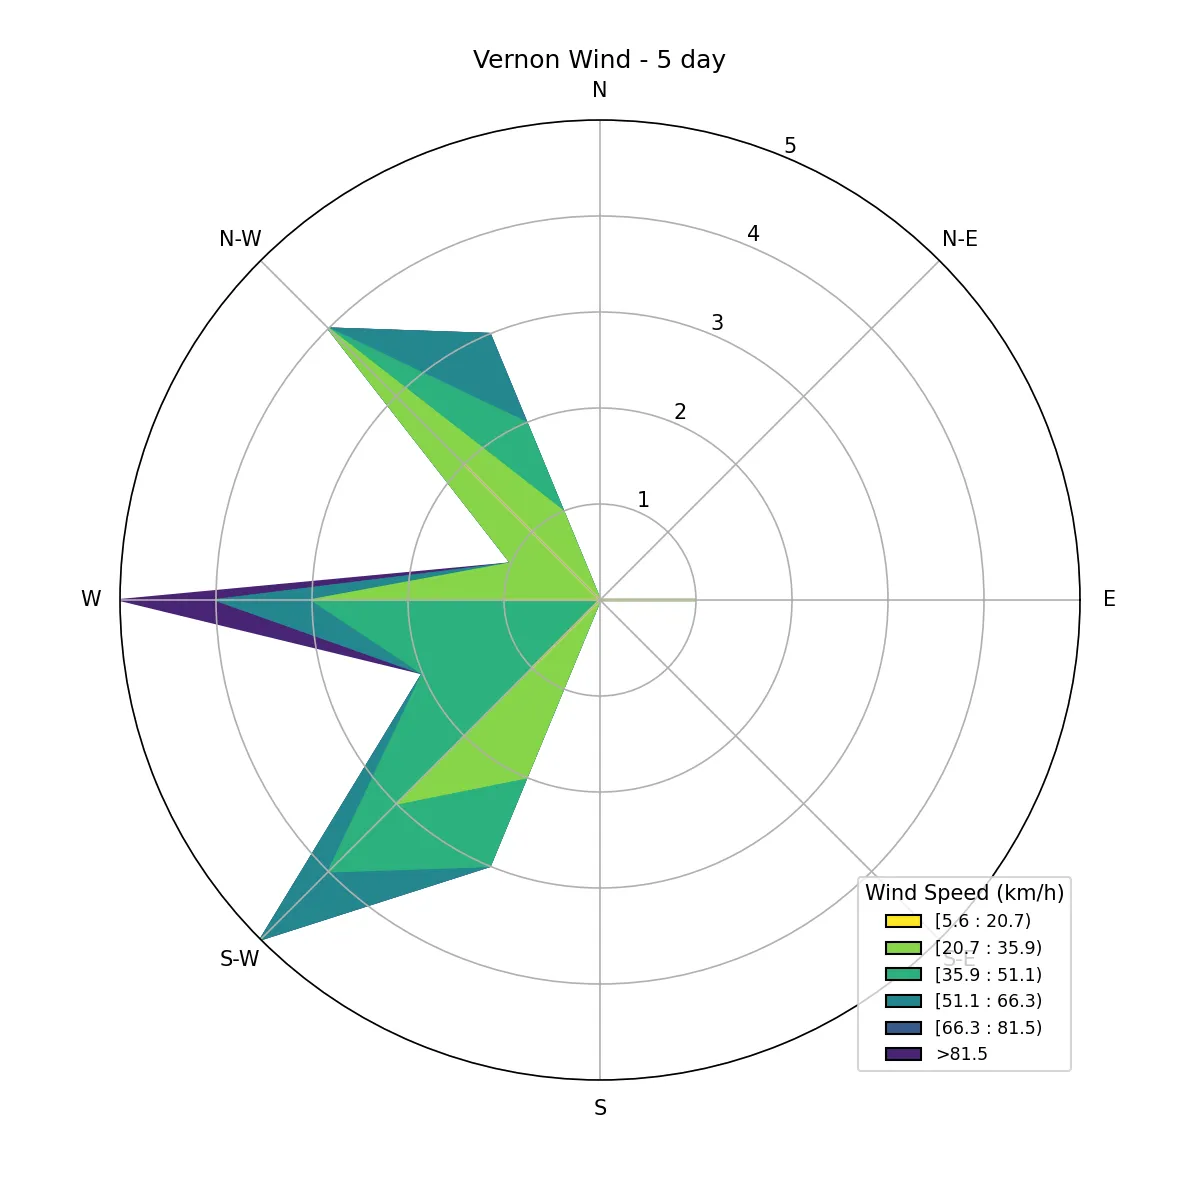 Vernon Wind - 5 day
N
5
N-W
4
N-E
3
2
1
W
E
Wind Speed (km/h)
[5.6 : 20.7)
[20.7 : 35.9)
S-W
S-E
[35.9 : 51.1)
[51.1 : 66.3)
[66.3 : 81.5)
>81.5
S